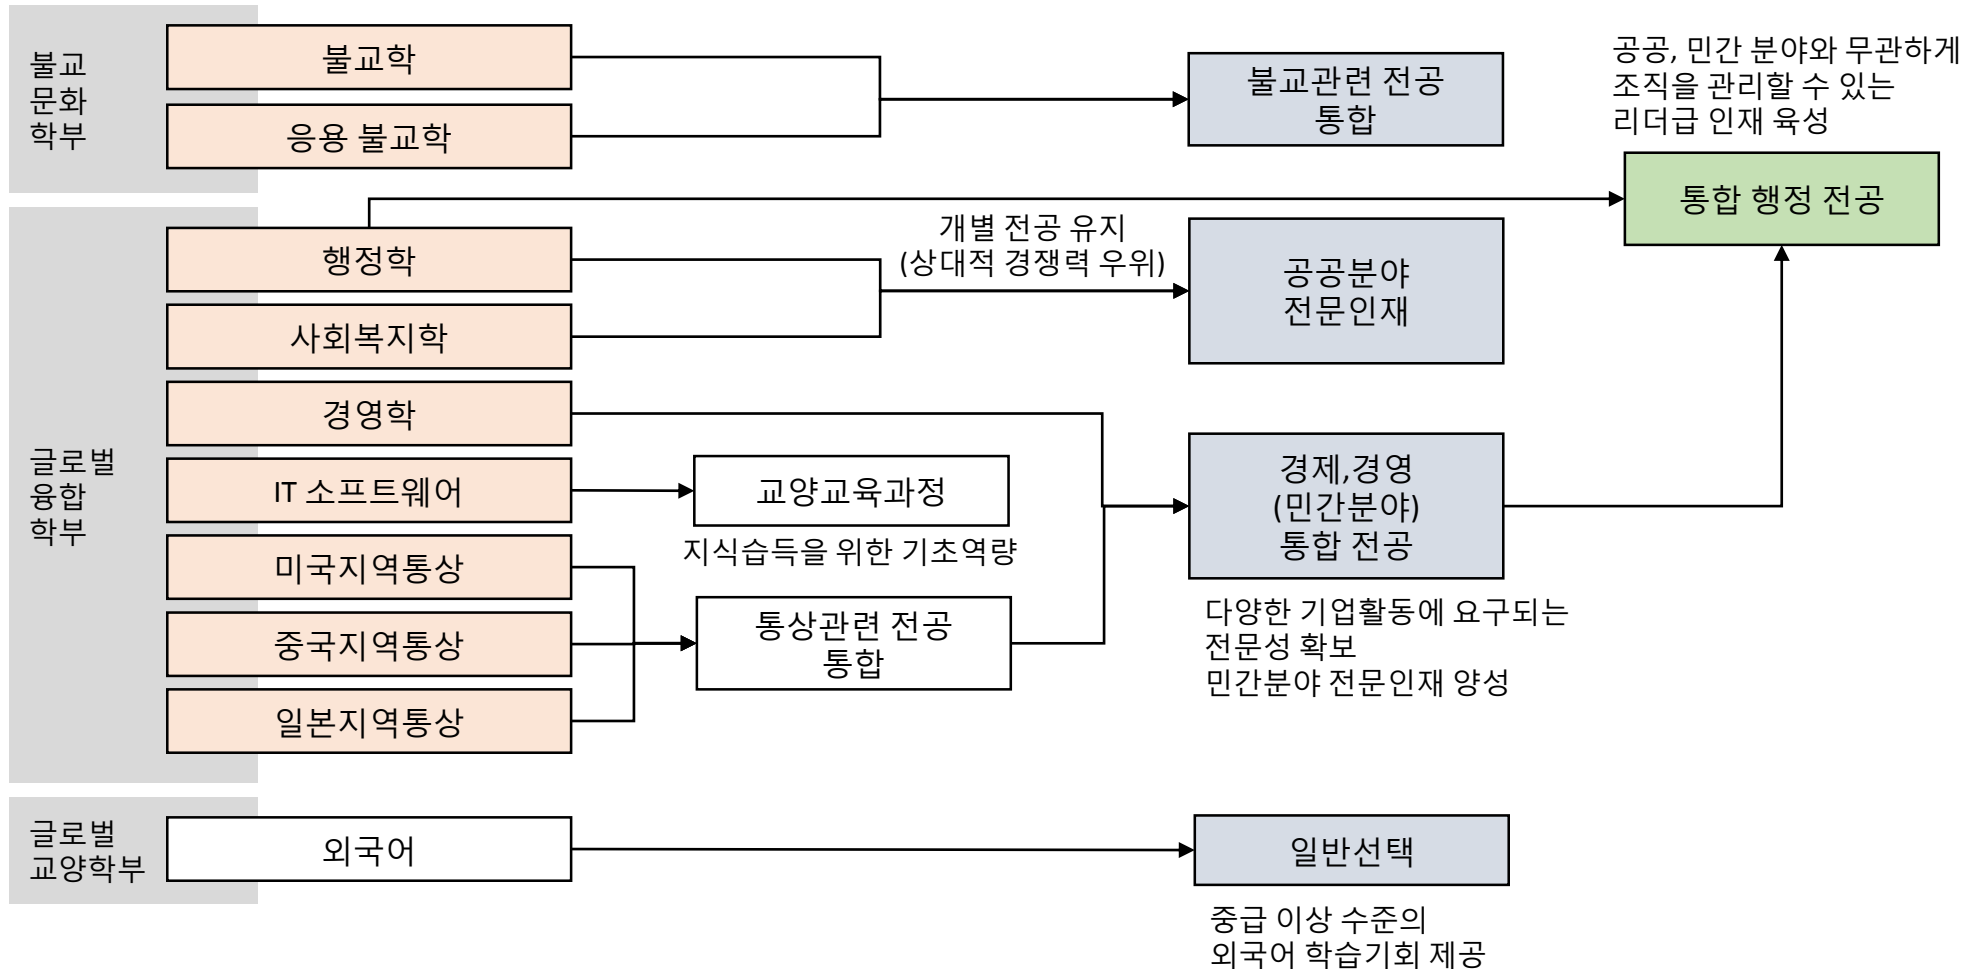 불교
문화
학부
불교학
응용 불교학
불교관련 전공
통합
공공, 민간 분야와 무관하게
조직을 관리할 수 있는
리더급 인재 육성
통합 행정 전공
글로벌
융합
학부
행정학
사회복지학
개별 전공 유지
(상대적 경쟁력 우위)
공공분야
전문인재
경영학
IT 소프트웨어
교양교육과정
지식습득을 위한 기초역량
미국지역통상
중국지역통상
일본지역통상
통상관련 전공
통합
경제,경영
(민간분야)
통합 전공
다양한 기업활동에 요구되는
전문성 확보
민간분야 전문인재 양성
글로벌
교양학부
외국어
일반선택
중급 이상 수준의
외국어 학습기회 제공